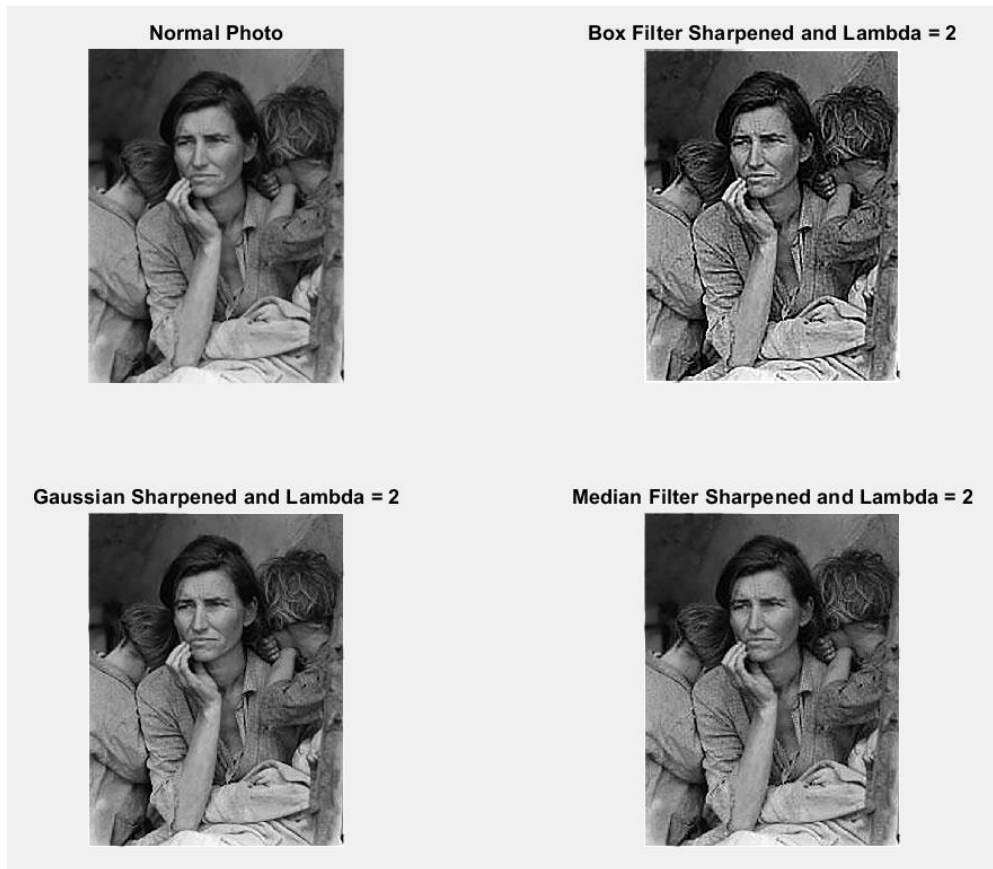 Normal Photo
Box Filter Sharpened and Lambda = 2
Gaussian Sharpened and Lambda = 2
Median Filter Sharpened and Lambda = 2